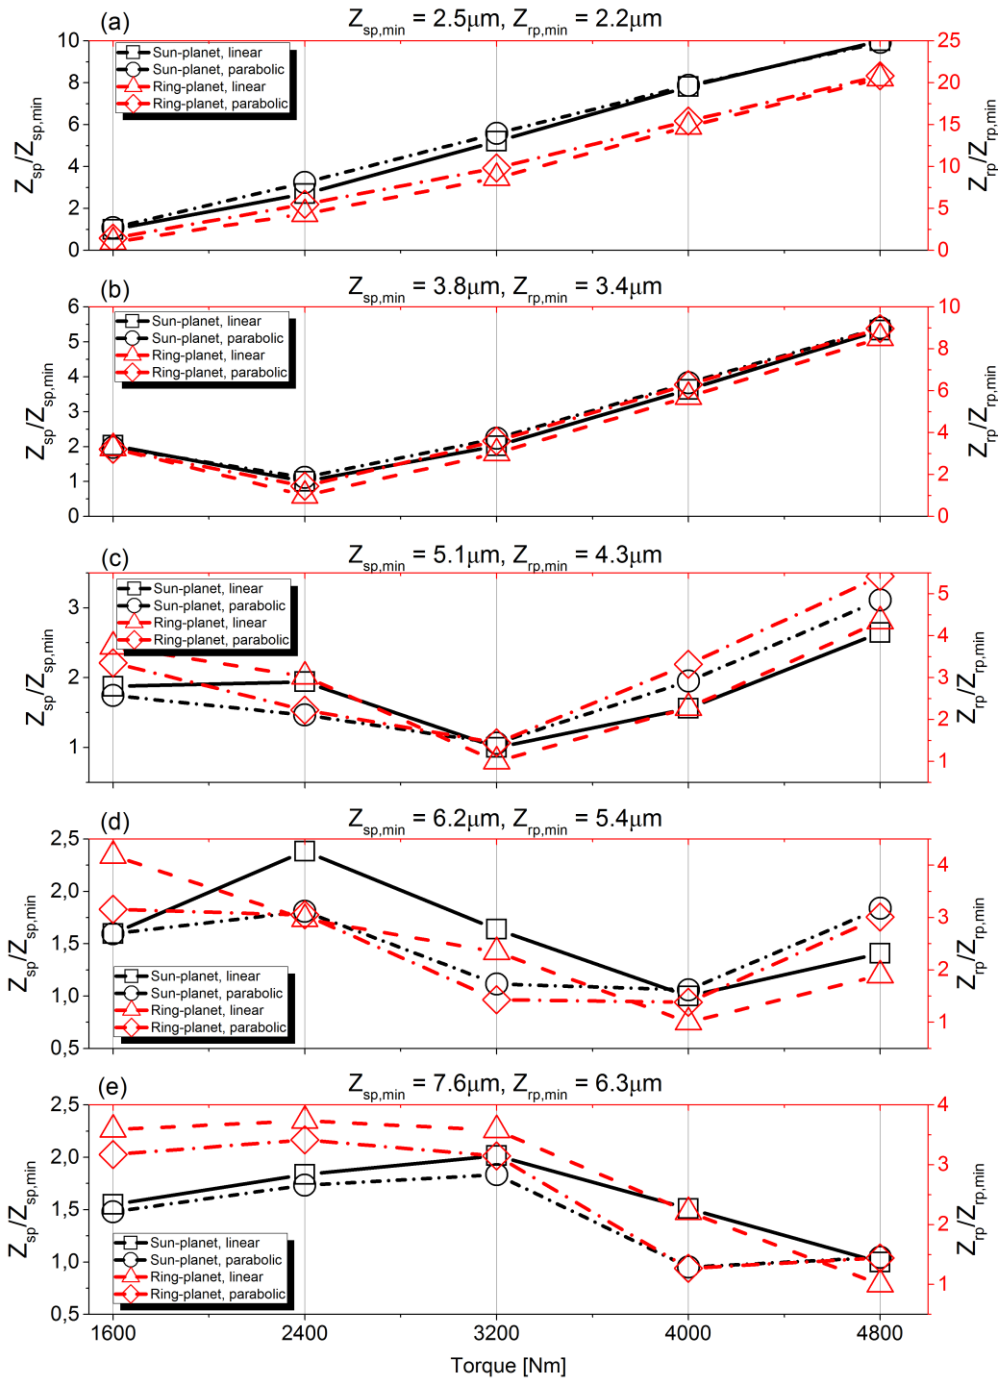 (a)
Z_sp,min = 2.5μm, Z_rp,min = 2.2μm
10
8
6
4
2
0
Z_sp/Z_sp,min
Sun-planet, linear
Sun-planet, parabolic
Ring-planet, linear
Ring-planet, parabolic
25
20
15
10
5
0
Z_rp/Z_rp,min
(b)
Z_sp,min = 3.8μm, Z_rp,min = 3.4μm
6
5
4
3
2
1
0
Z_sp/Z_sp,min
Sun-planet, linear
Sun-planet, parabolic
Ring-planet, linear
Ring-planet, parabolic
10
8
6
4
2
0
Z_rp/Z_rp,min
(c)
Z_sp,min = 5.1μm, Z_rp,min = 4.3μm
3
2
1
Z_sp/Z_sp,min
Sun-planet, linear
Sun-planet, parabolic
Ring-planet, linear
Ring-planet, parabolic
5
4
3
2
1
Z_rp/Z_rp,min
(d)
Z_sp,min = 6.2μm, Z_rp,min = 5.4μm
2,5
2,0
1,5
1,0
0,5
Z_sp/Z_sp,min
Sun-planet, linear
Sun-planet, parabolic
Ring-planet, linear
Ring-planet, parabolic
4
3
2
1
Z_rp/Z_rp,min
(e)
Z_sp,min = 7.6μm, Z_rp,min = 6.3μm
2,5
2,0
1,5
1,0
0,5
Z_sp/Z_sp,min
Sun-planet, linear
Sun-planet, parabolic
Ring-planet, linear
Ring-planet, parabolic
4
3
2
1
Z_rp/Z_rp,min
1600 2400 3200 4000 4800
Torque [Nm]